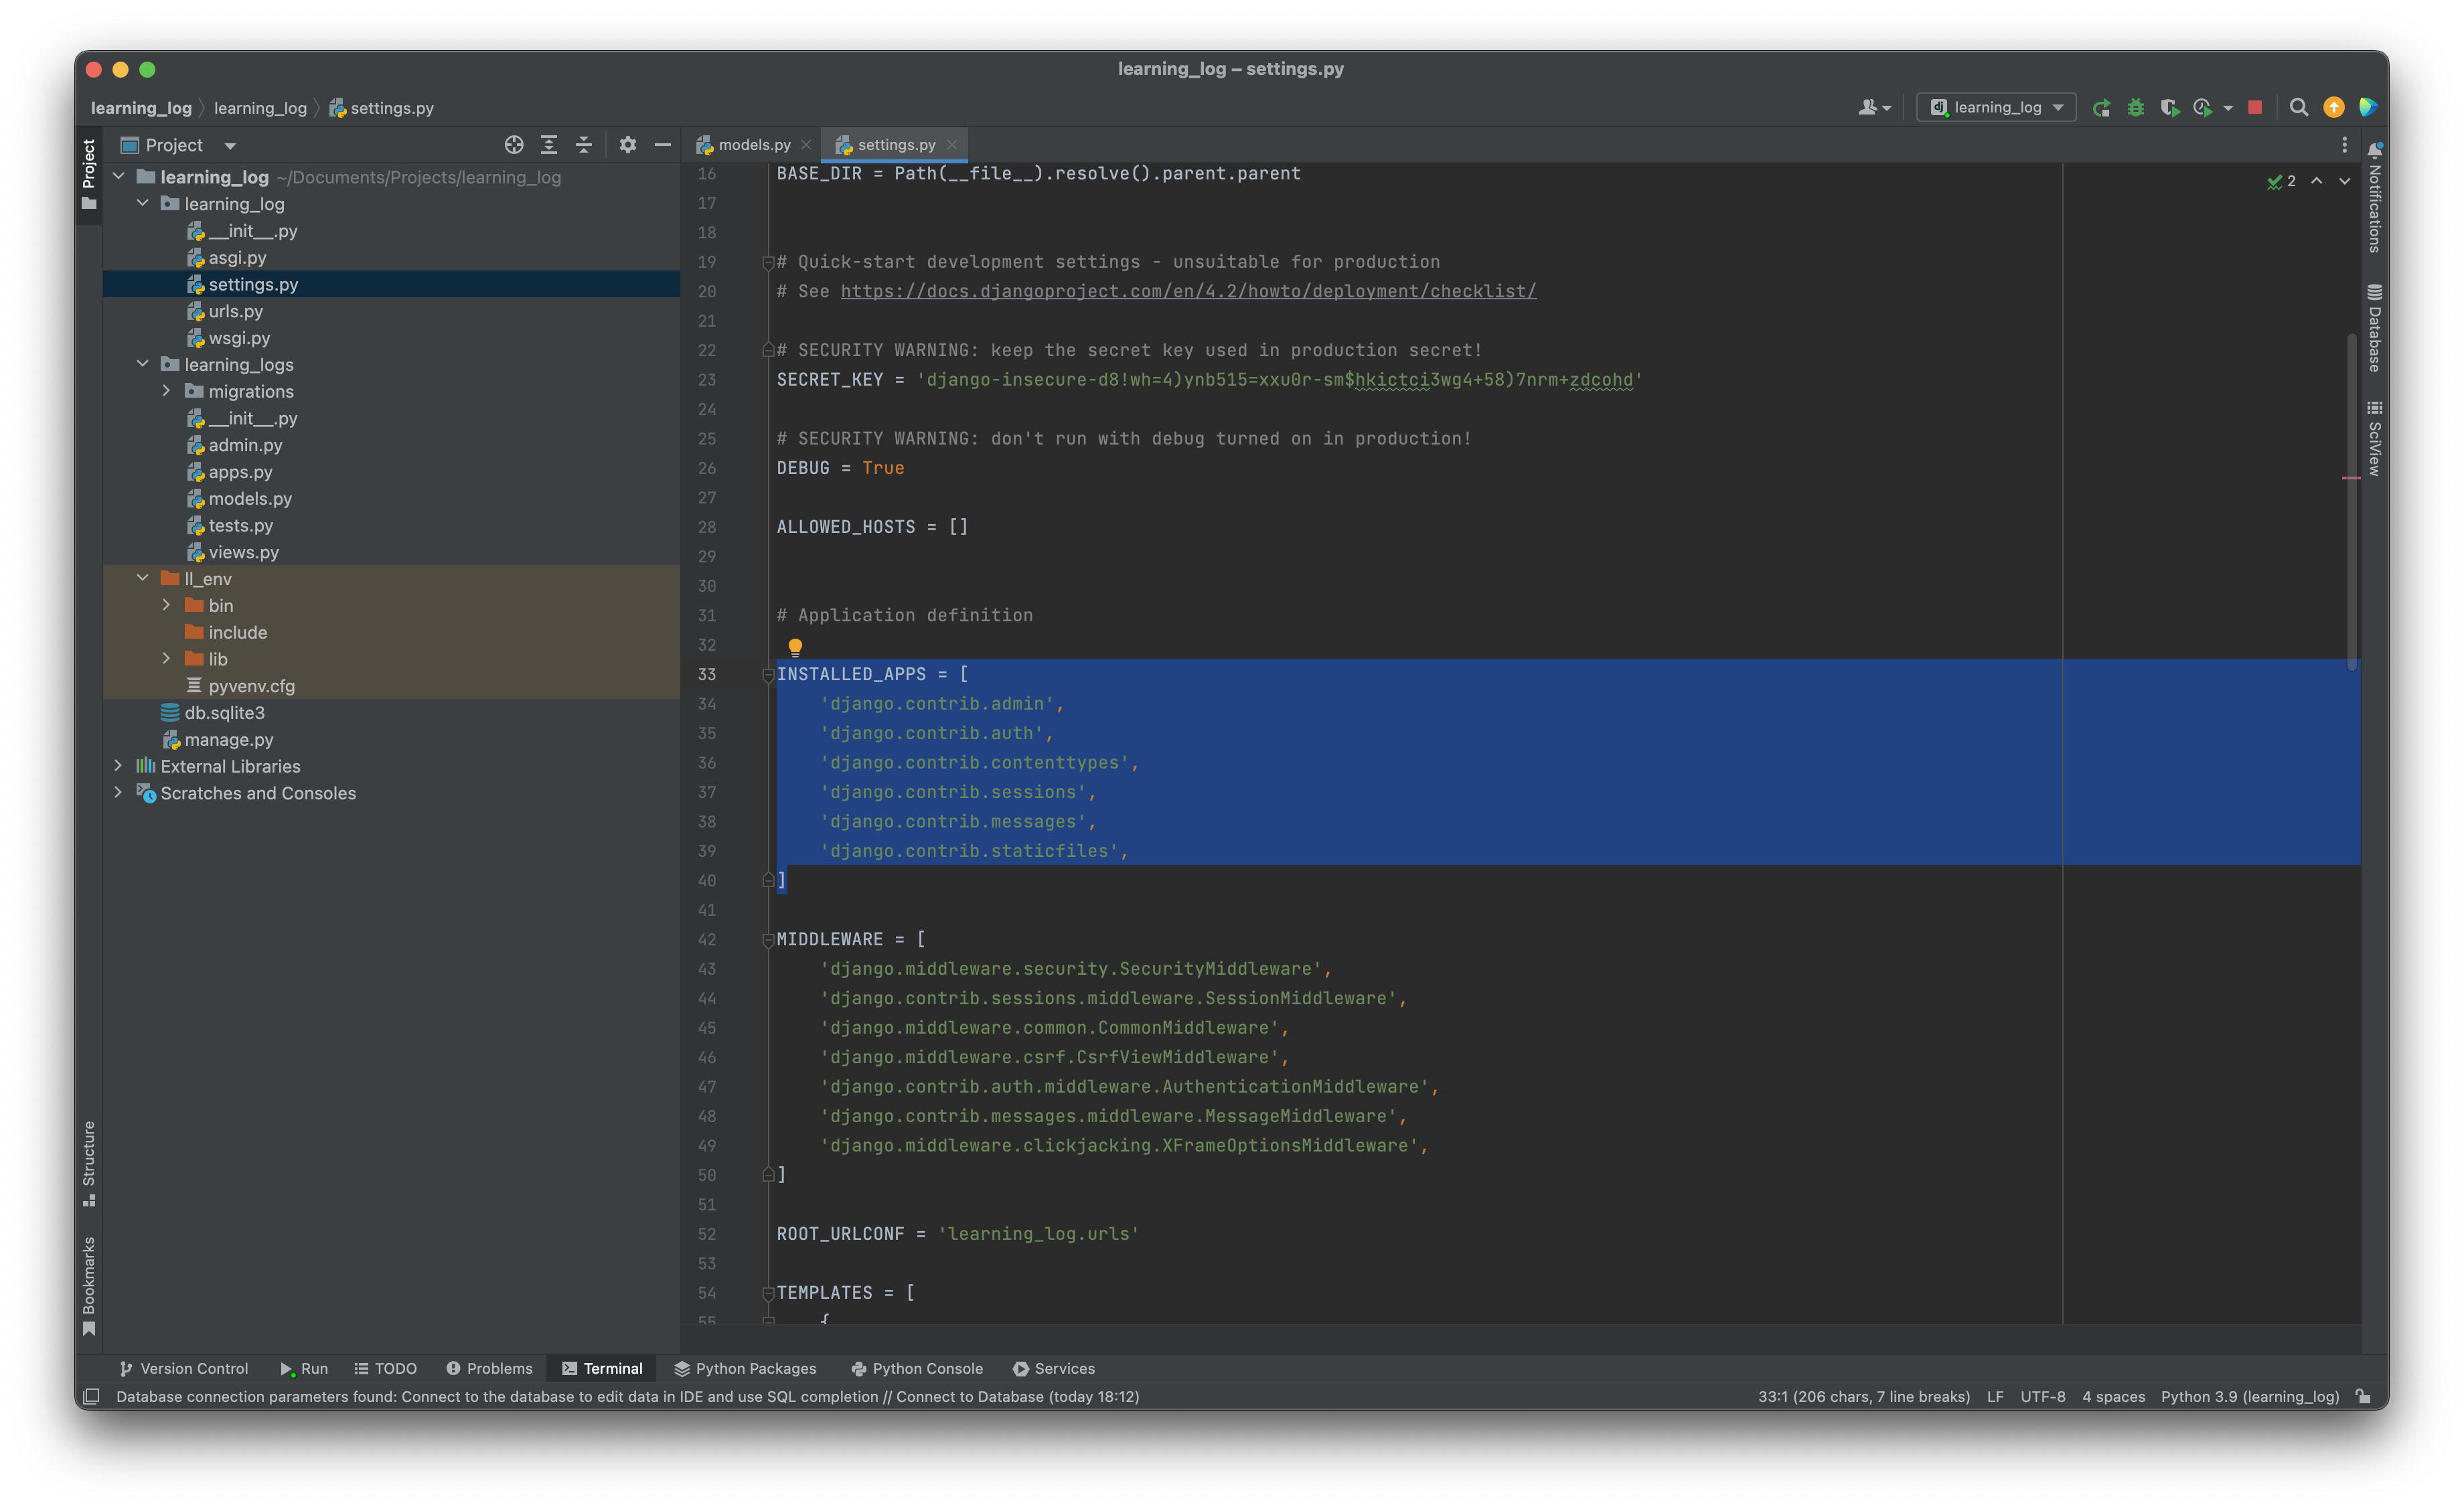 learning_log – settings.py
learning_log learning_log settings.py
learning_log
Project
Project
learning_log ~/Documents/Projects/learning_log
learning_log
__init__.py
asgi.py
settings.py
urls.py
wsgi.py
learning_logs
migrations
__init__.py
admin.py
apps.py
models.py
tests.py
views.py
ll_env
bin
include
lib
pyvenv.cfg
db.sqlite3
manage.py
External Libraries
Scratches and Consoles
Structure
Bookmarks
models.py settings.py
2
16 BASE_DIR = Path(__file__).resolve().parent.parent
17
18
19 # Quick-start development settings - unsuitable for production
20 # See https://docs.djangoproject.com/en/4.2/howto/deployment/checklist/
21
22 # SECURITY WARNING: keep the secret key used in production secret!
23 SECRET_KEY = 'django-insecure-d8!wh=4)ynb515=xxu0r-sm$hkictci3wg4+58)7nrm+zdcohd'
24
25 # SECURITY WARNING: don't run with debug turned on in production!
26 DEBUG = True
27
28 ALLOWED_HOSTS = []
29
30
31 # Application definition
32
33 INSTALLED_APPS = [
34 'django.contrib.admin',
35 'django.contrib.auth',
36 'django.contrib.contenttypes',
37 'django.contrib.sessions',
38 'django.contrib.messages',
39 'django.contrib.staticfiles',
40 ]
41
42 MIDDLEWARE = [
43 'django.middleware.security.SecurityMiddleware',
44 'django.contrib.sessions.middleware.SessionMiddleware',
45 'django.middleware.common.CommonMiddleware',
46 'django.middleware.csrf.CsrfViewMiddleware',
47 'django.contrib.auth.middleware.AuthenticationMiddleware',
48 'django.contrib.messages.middleware.MessageMiddleware',
49 'django.middleware.clickjacking.XFrameOptionsMiddleware',
50 ]
51
52 ROOT_URLCONF = 'learning_log.urls'
53
54 TEMPLATES = [
55 {
Notifications
Database
SciView
Version Control Run TODO Problems Terminal Python Packages Python Console Services
Database connection parameters found: Connect to the database to edit data in IDE and use SQL completion // Connect to Database (today 18:12) 33:1 (206 chars, 7 line breaks) LF UTF-8 4 spaces Python 3.9 (learning_log)